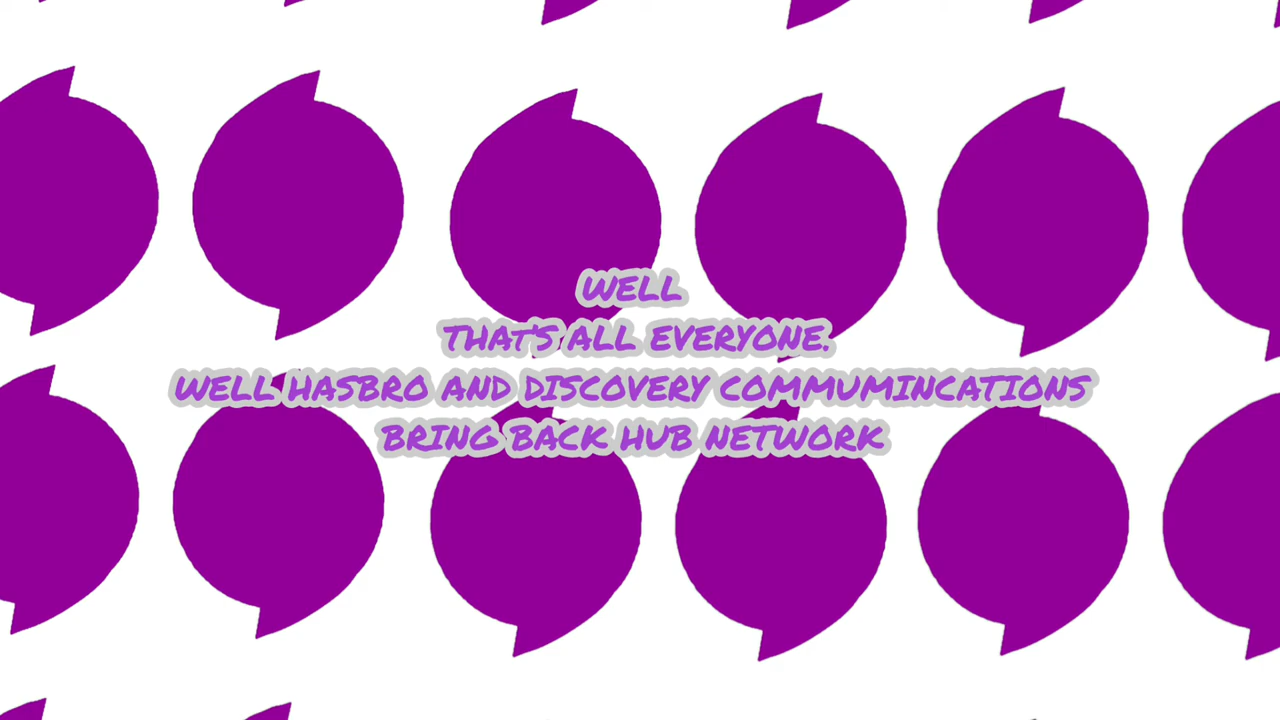 WELL
THAT'S ALL EVERYONE.
WELL HASBRO AND DISCOVERY COMMUMINCATIONS
BRING BACK HUB NETWORK